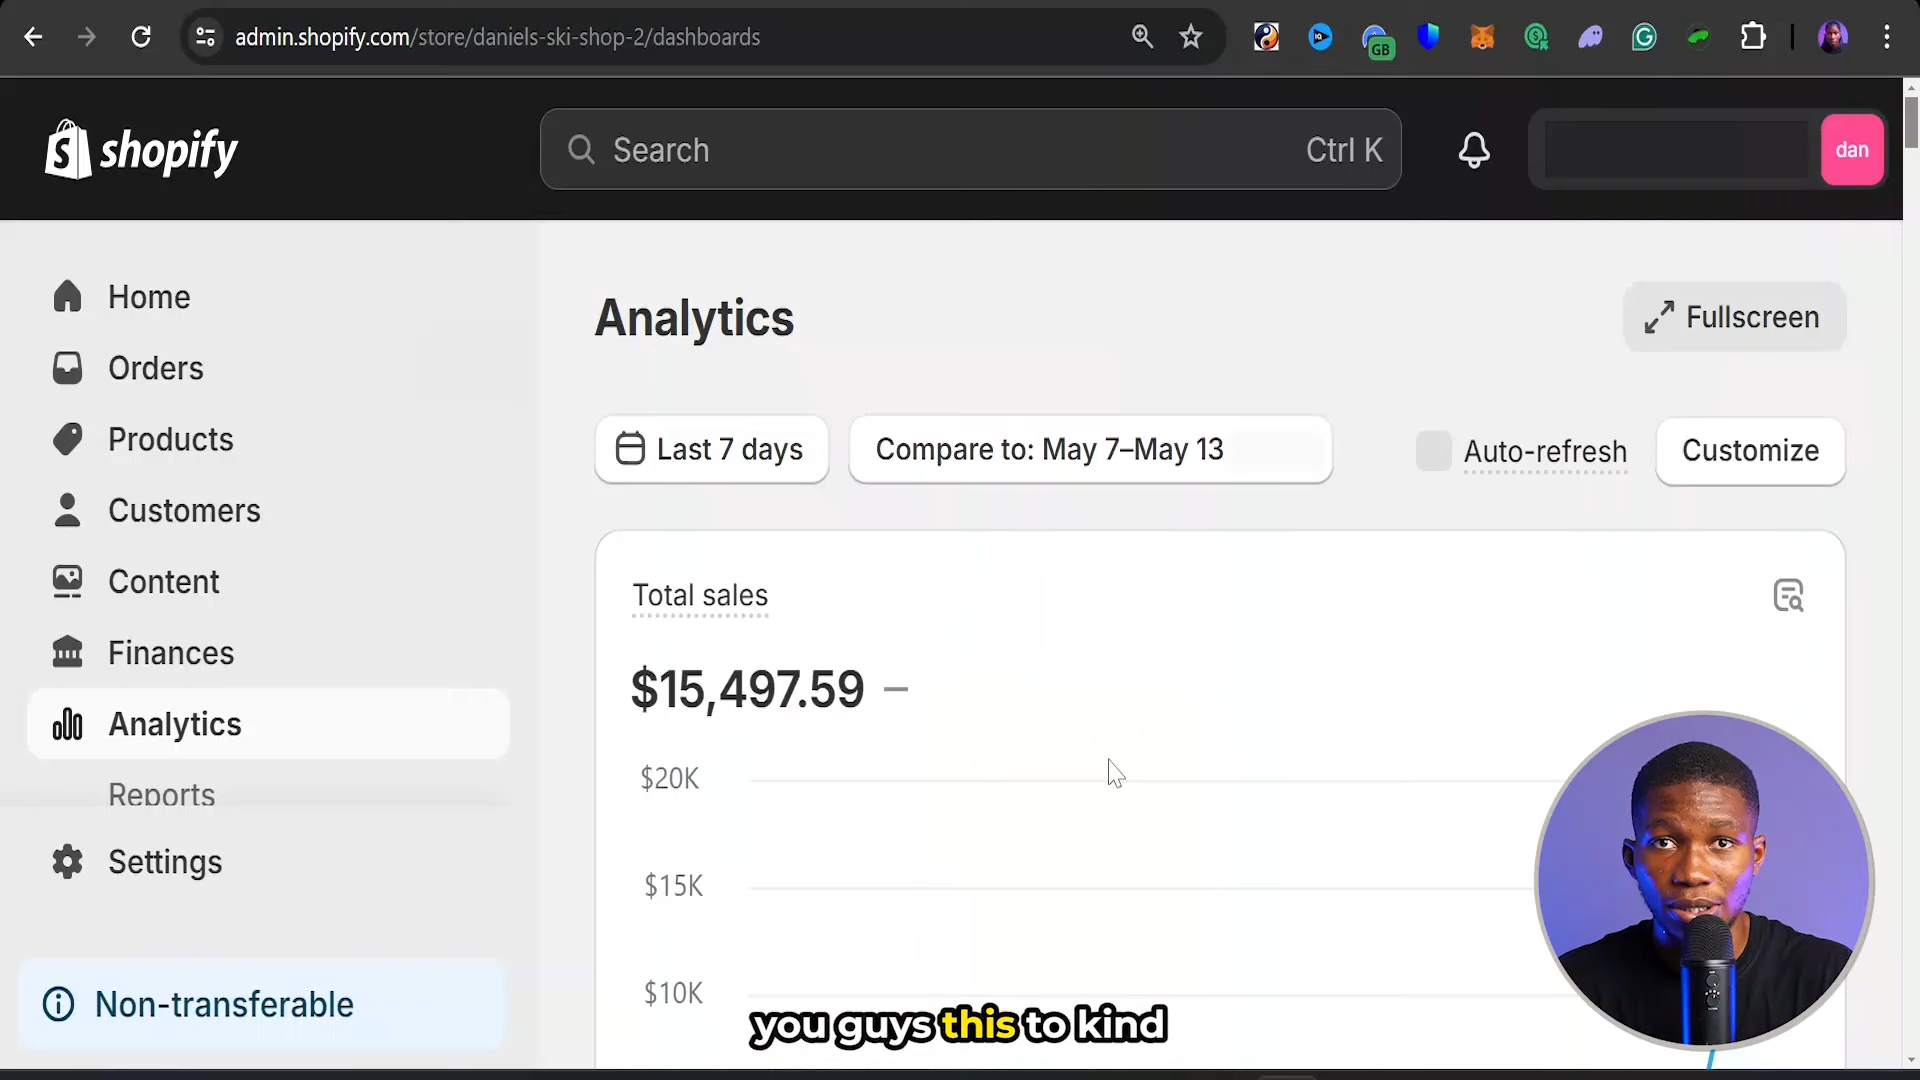 admin.shopify.com/store/daniels-ski-shop-2/dashboards
GB
shopify
Search
Ctrl K
dan
Home
Orders
Products
Customers
Content
Finances
Analytics
Reports
Settings
Non-transferable
Analytics
Fullscreen
Last 7 days
Compare to: May 7–May 13
Auto-refresh
Customize
Total sales
$15,497.59 –
$20K
$15K
$10K
you guys this to kind